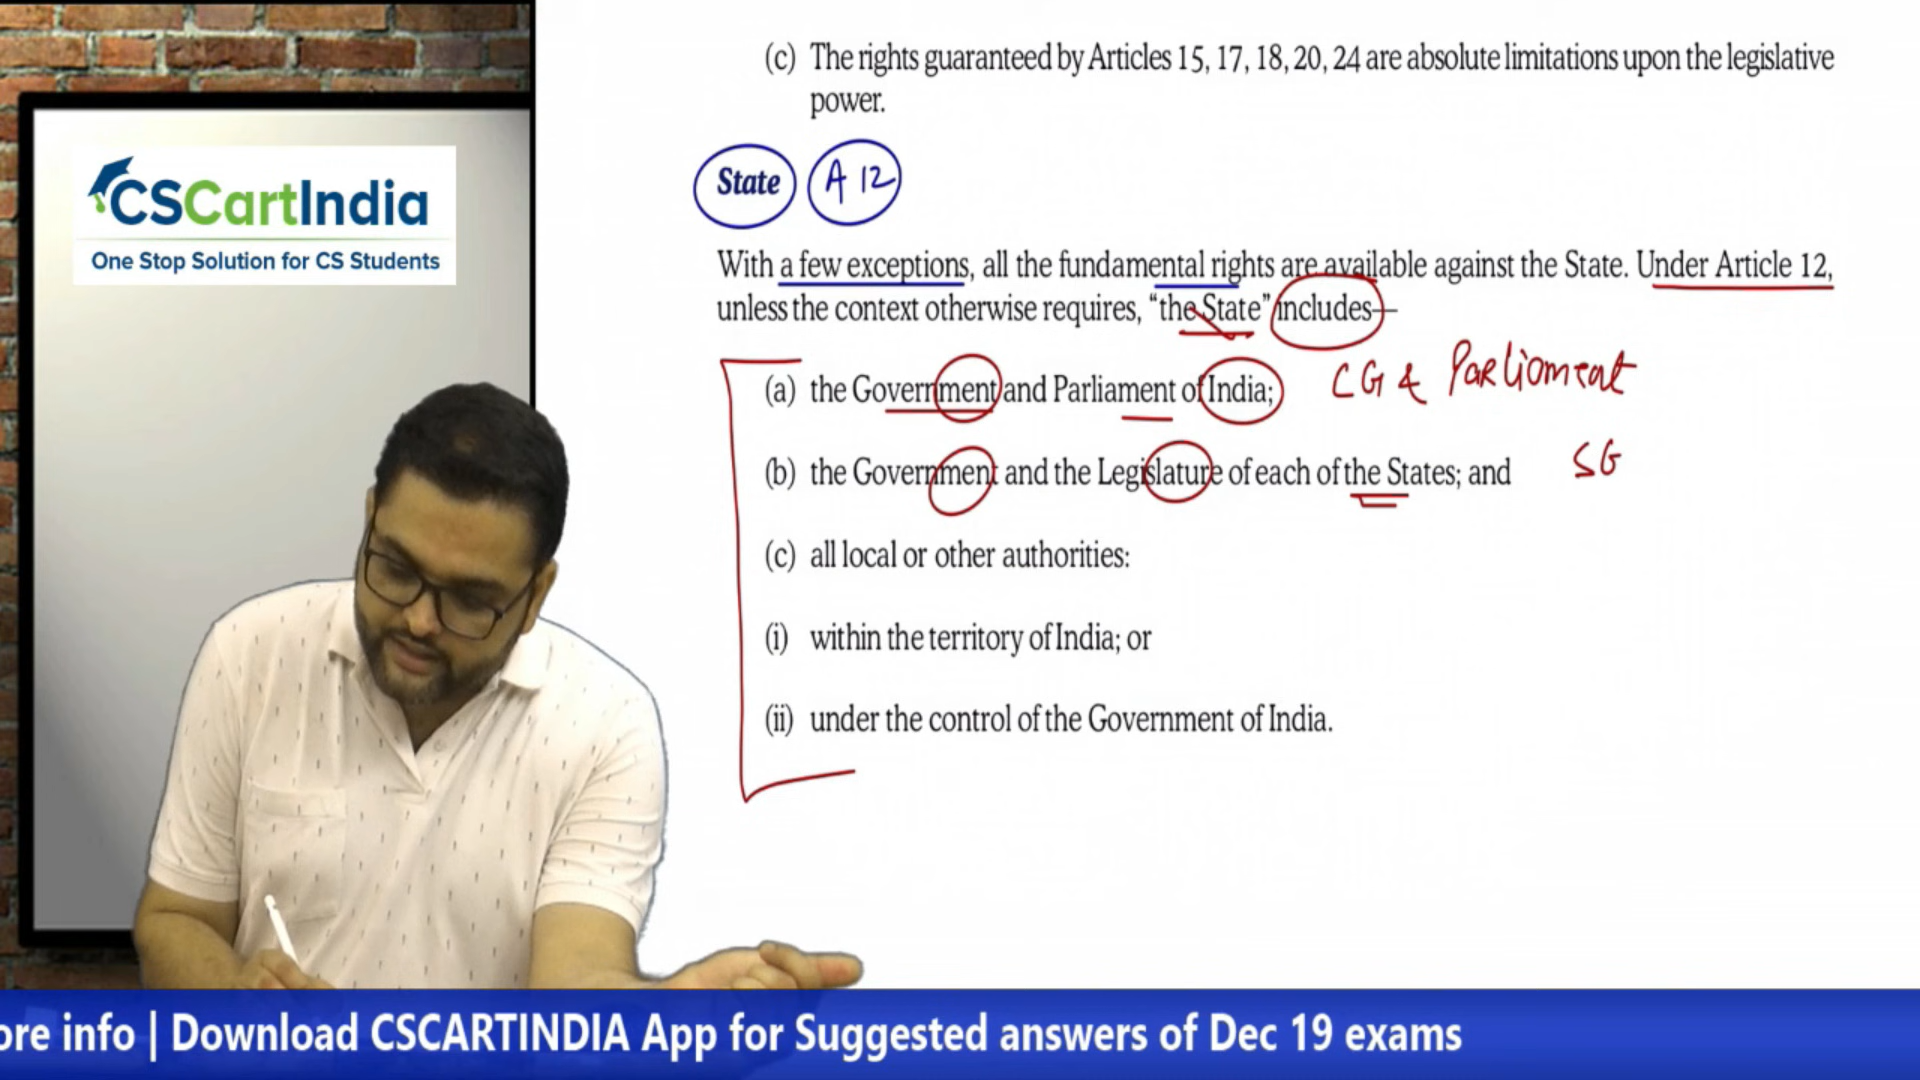 (c) The rights guaranteed by Articles 15, 17, 18, 20, 24 are absolute limitations upon the legislative
power.
CSCartIndia
One Stop Solution for CS Students
State A 12
With a few exceptions, all the fundamental rights are available against the State. Under Article 12,
unless the context otherwise requires, “the State” includes—
(a) the Government and Parliament of India; CG & Parliament
(b) the Government and the Legislature of each of the States; and SG
(c) all local or other authorities:
(i) within the territory of India; or
(ii) under the control of the Government of India.
ore info | Download CSCARTINDIA App for Suggested answers of Dec 19 exams